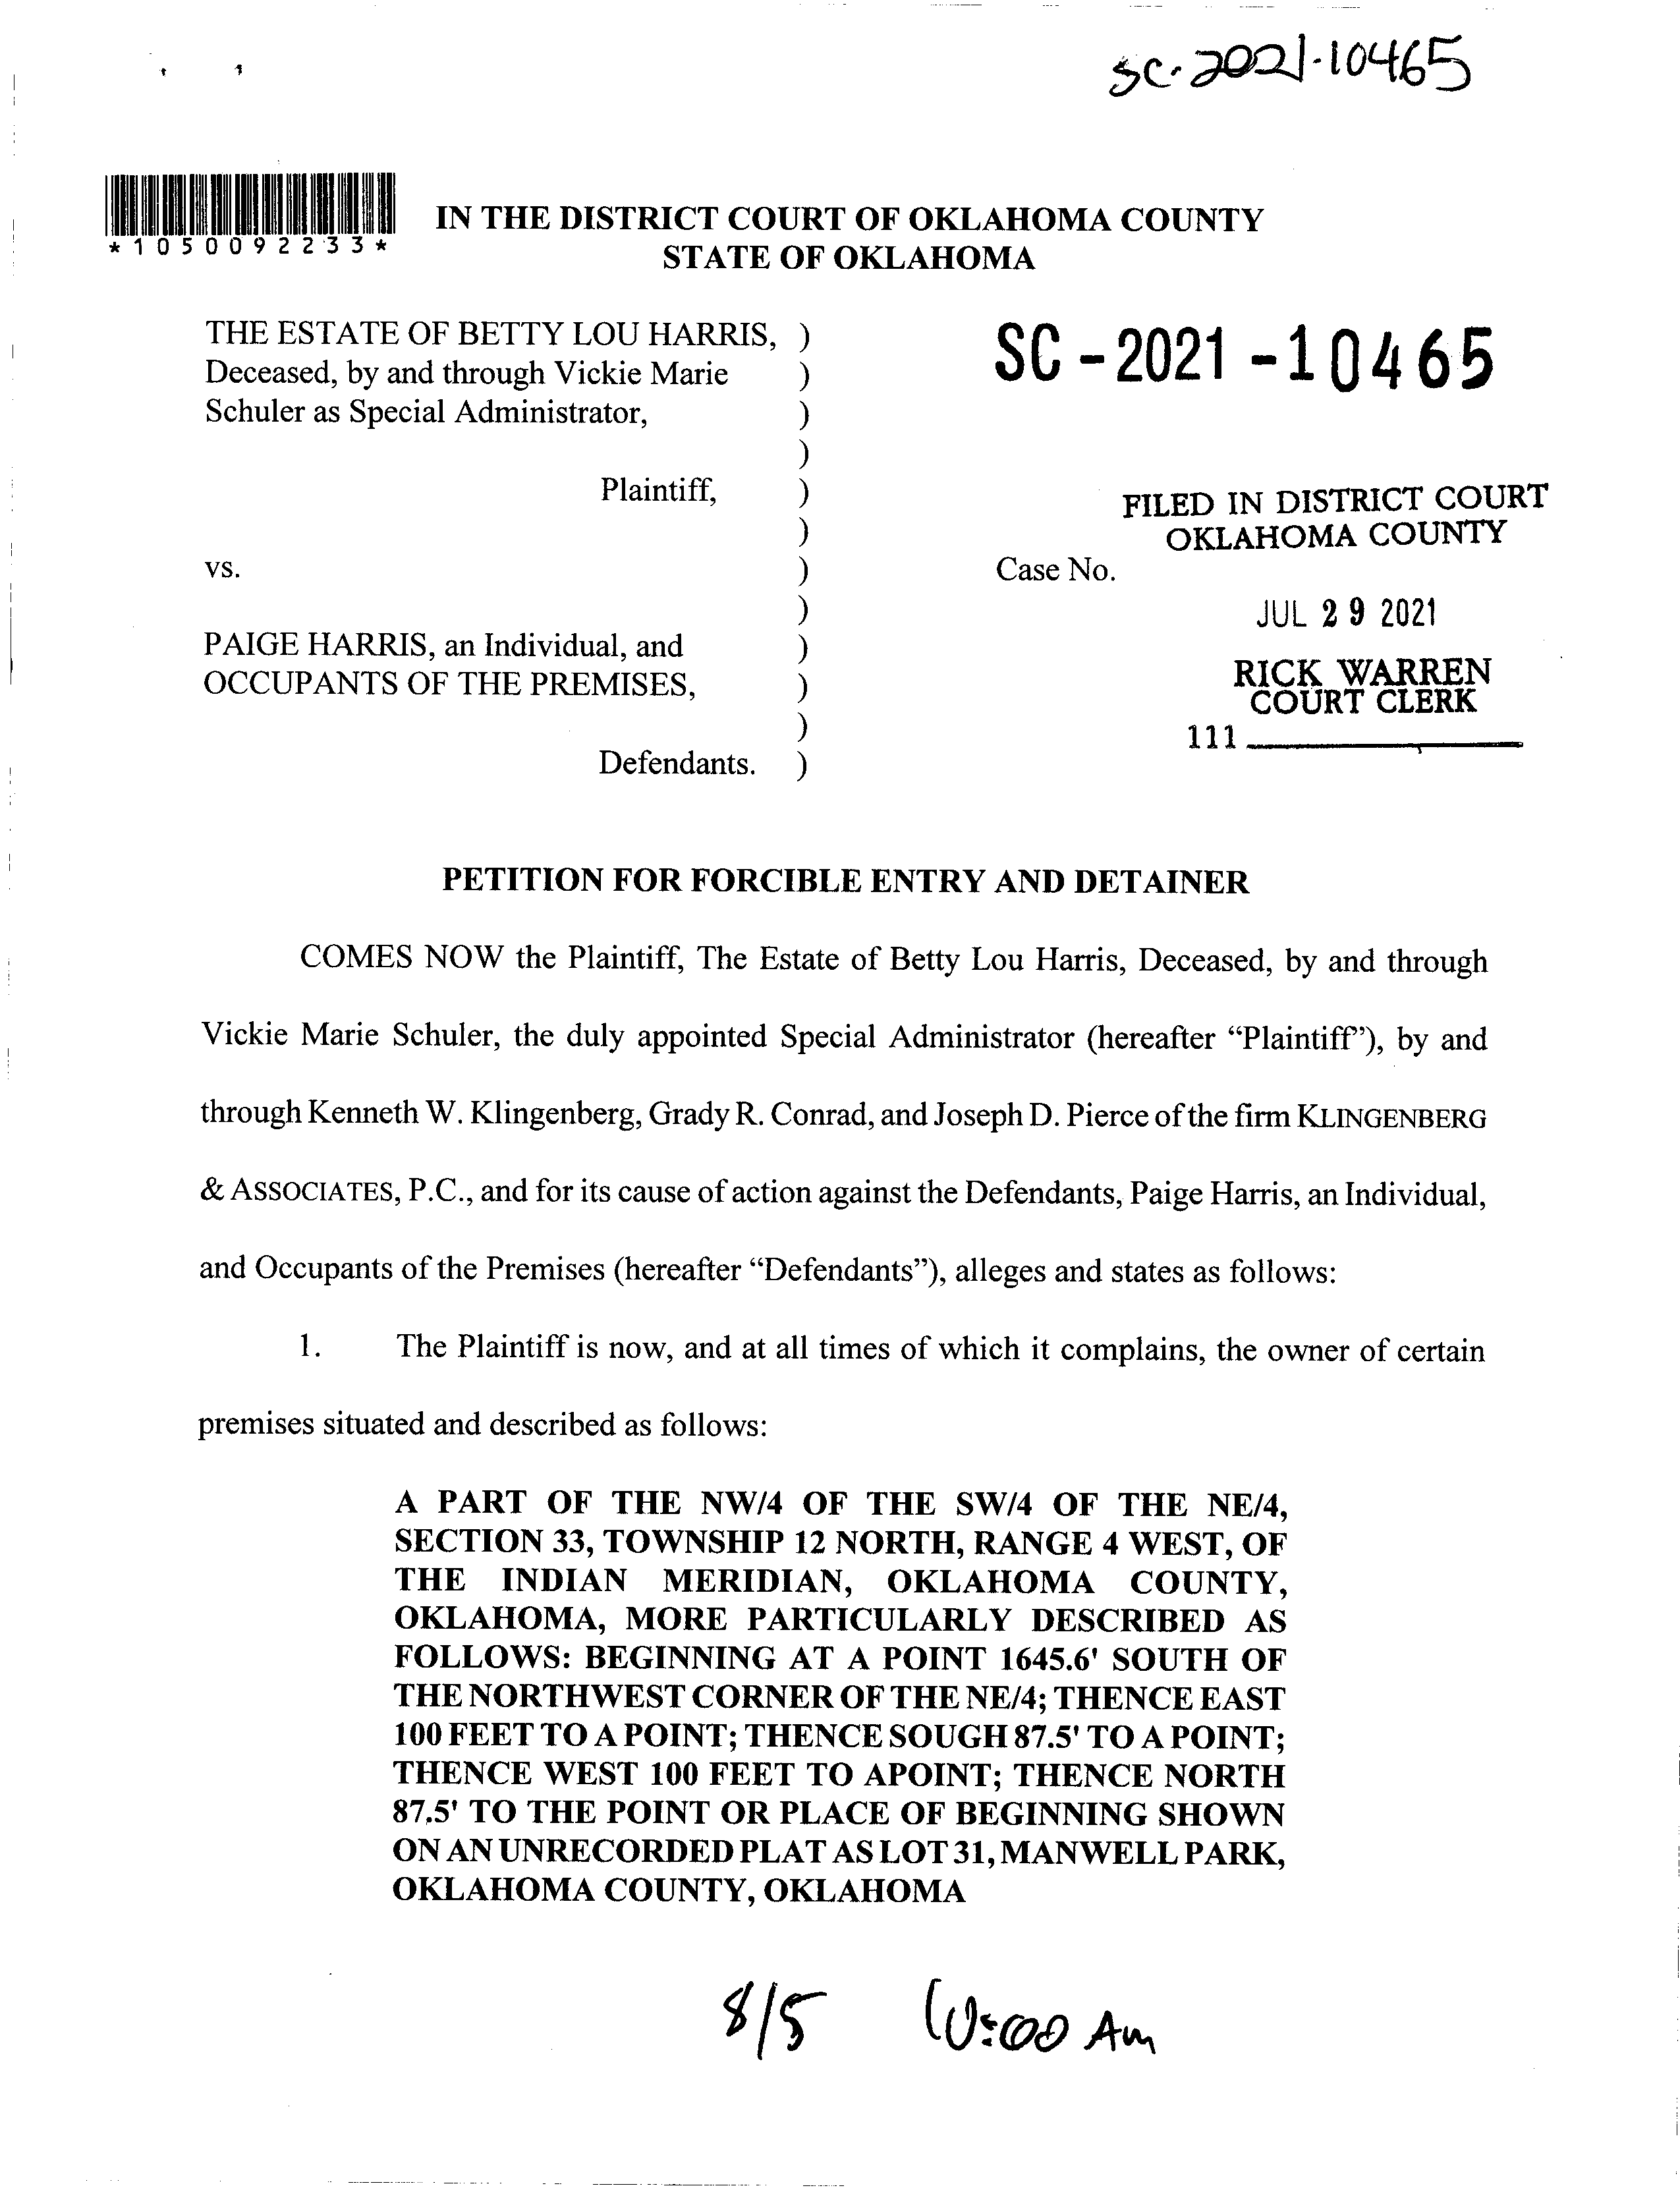 SC-2021-10465
*1050092233*
IN THE DISTRICT COURT OF OKLAHOMA COUNTY
STATE OF OKLAHOMA
THE ESTATE OF BETTY LOU HARRIS, )
Deceased, by and through Vickie Marie )
Schuler as Special Administrator, )
)
Plaintiff, )
)
vs. )
)
PAIGE HARRIS, an Individual, and )
OCCUPANTS OF THE PREMISES, )
)
Defendants. )
SC-2021-10465
FILED IN DISTRICT COURT
OKLAHOMA COUNTY
Case No.
JUL 29 2021
RICK WARREN
COURT CLERK
111
PETITION FOR FORCIBLE ENTRY AND DETAINER
COMES NOW the Plaintiff, The Estate of Betty Lou Harris, Deceased, by and through
Vickie Marie Schuler, the duly appointed Special Administrator (hereafter “Plaintiff”), by and
through Kenneth W. Klingenberg, Grady R. Conrad, and Joseph D. Pierce of the firm KLINGENBERG
& ASSOCIATES, P.C., and for its cause of action against the Defendants, Paige Harris, an Individual,
and Occupants of the Premises (hereafter “Defendants”), alleges and states as follows:
1. The Plaintiff is now, and at all times of which it complains, the owner of certain
premises situated and described as follows:
A PART OF THE NW/4 OF THE SW/4 OF THE NE/4,
SECTION 33, TOWNSHIP 12 NORTH, RANGE 4 WEST, OF
THE INDIAN MERIDIAN, OKLAHOMA COUNTY,
OKLAHOMA, MORE PARTICULARLY DESCRIBED AS
FOLLOWS: BEGINNING AT A POINT 1645.6' SOUTH OF
THE NORTHWEST CORNER OF THE NE/4; THENCE EAST
100 FEET TO A POINT; THENCE SOUGH 87.5' TO A POINT;
THENCE WEST 100 FEET TO APOINT; THENCE NORTH
87.5' TO THE POINT OR PLACE OF BEGINNING SHOWN
ON AN UNRECORDED PLAT AS LOT 31, MANWELL PARK,
OKLAHOMA COUNTY, OKLAHOMA
8/5 10:00 Am